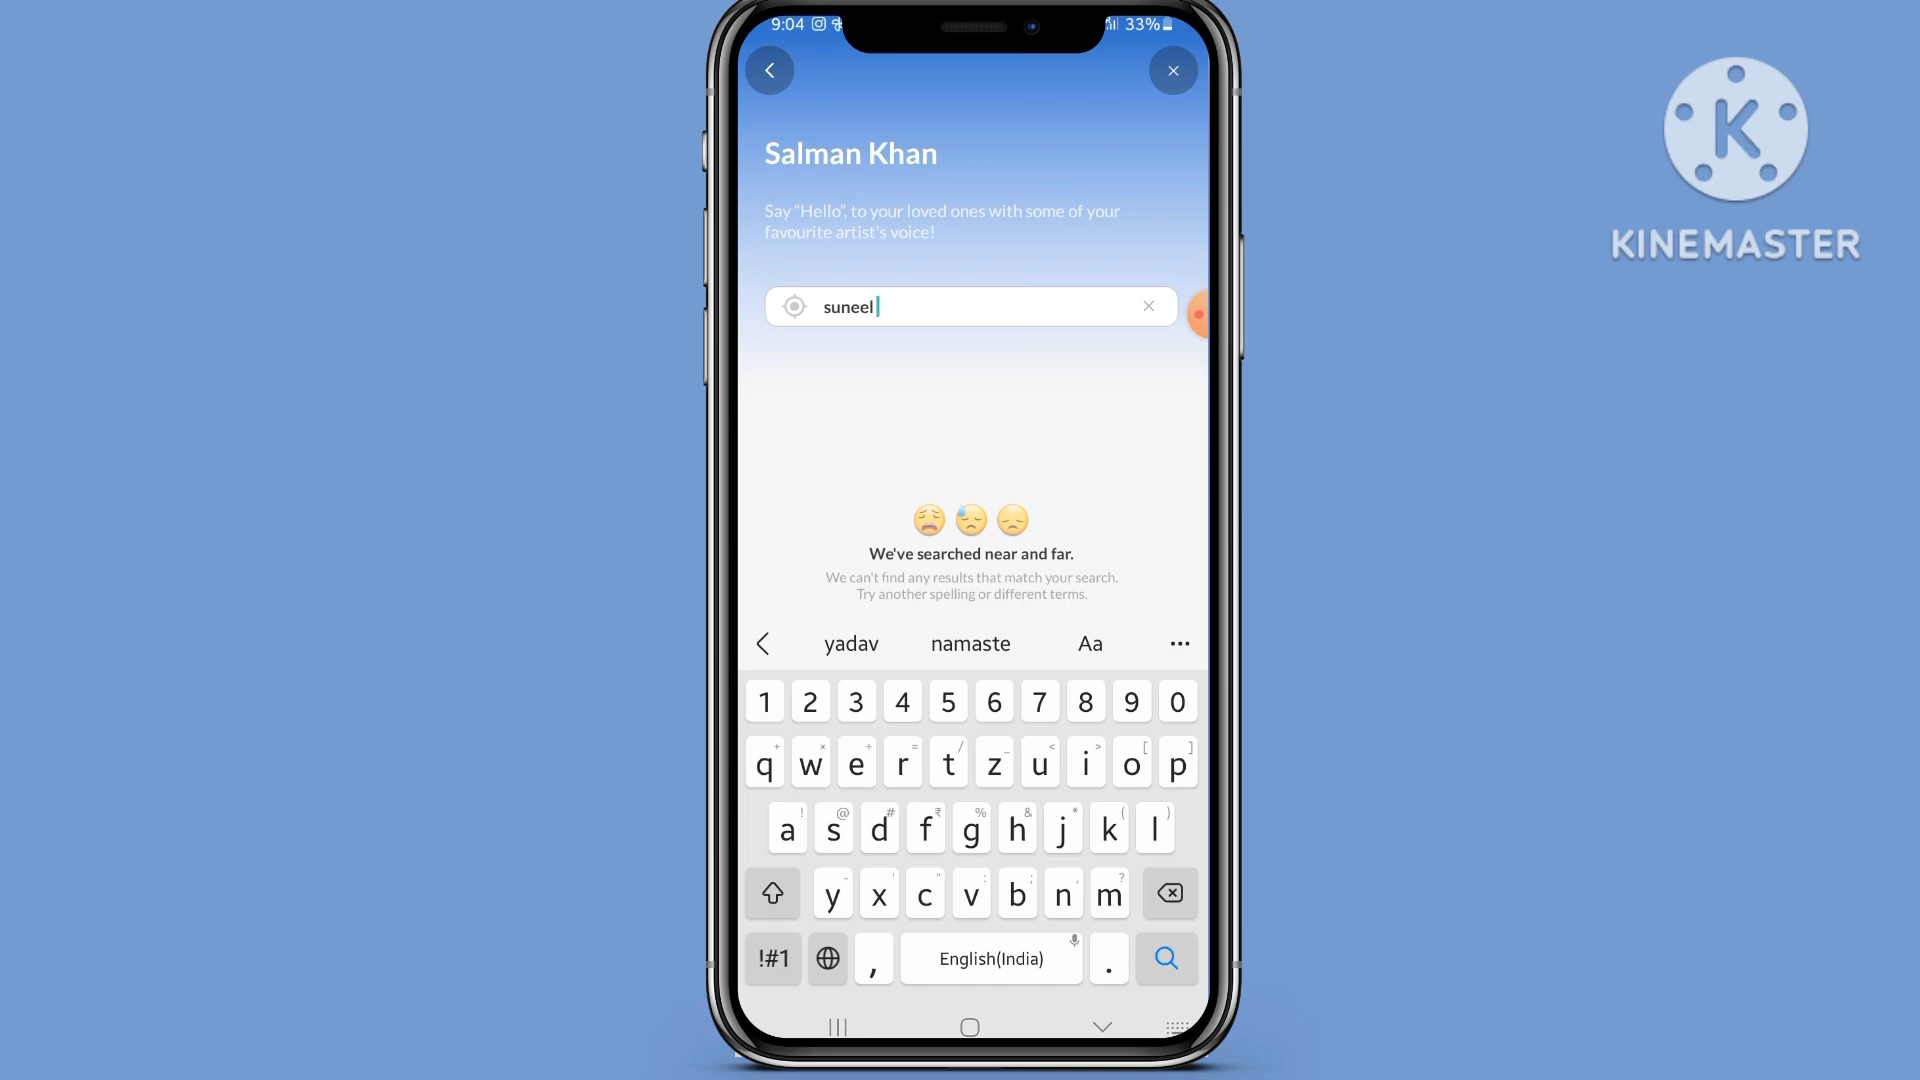 9:04
33%
Salman Khan
Say “Hello”, to your loved ones with some of your
favourite artist's voice!
suneel
We've searched near and far.
We can't find any results that match your search.
Try another spelling or different terms.
yadav namaste Aa
1 2 3 4 5 6 7 8 9 0
q w e r t z u i o p
a s d f g h j k l
y x c v b n m
!#1 , English(India) .
K
KINEMASTER